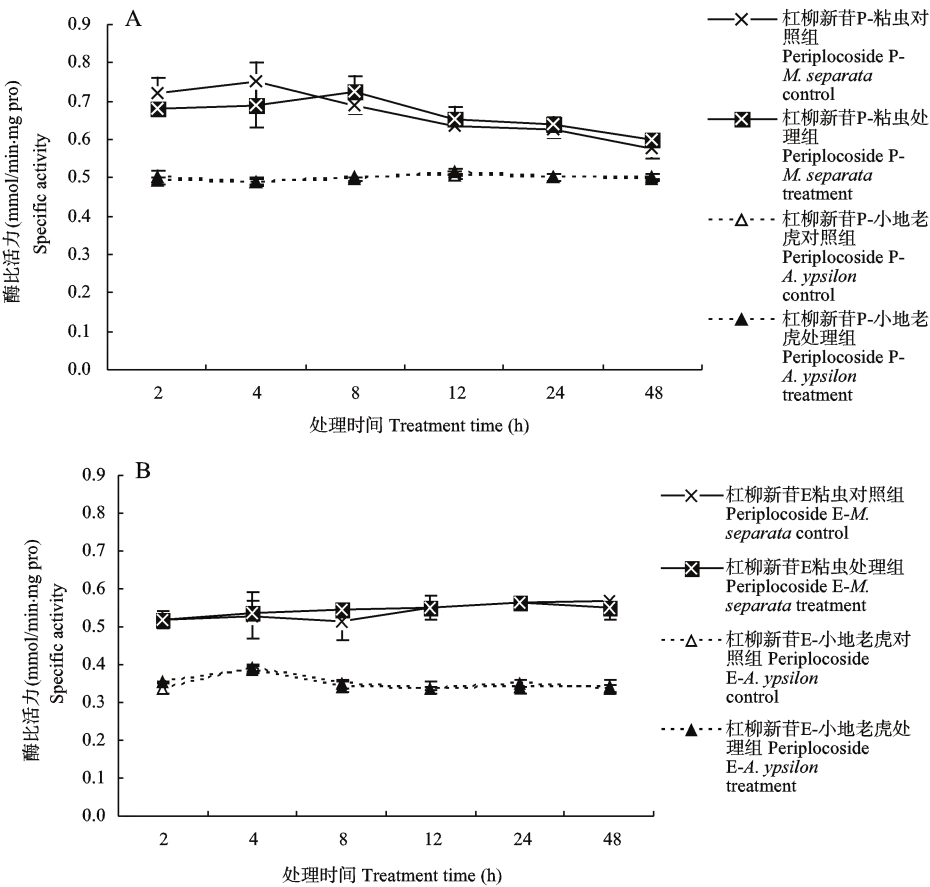 A
0.9
0.8
0.7
0.6
0.5
0.4
0.3
0.2
0.1
0.0
酶比活力(mmol/min·mg pro)
Specific activity
2 4 8 12 24 48
处理时间 Treatment time (h)
杠柳新苷P-粘虫对
照组
Periplocoside P-
M. separata
control
杠柳新苷P-粘虫处
理组
Periplocoside P-
M. separata
treatment
杠柳新苷P-小地老
虎对照组
Periplocoside P-
A. ypsilon
control
杠柳新苷P-小地老
虎处理组
Periplocoside P-
A. ypsilon
treatment
B
0.9
0.8
0.7
0.6
0.5
0.4
0.3
0.2
0.1
0.0
酶比活力(mmol/min·mg pro)
Specific activity
2 4 8 12 24 48
处理时间 Treatment time (h)
杠柳新苷E粘虫对照组
Periplocoside E-M.
separata control
杠柳新苷E粘虫处理组
Periplocoside E-M.
separata treatment
杠柳新苷E-小地老虎对
照组 Periplocoside
E-A. ypsilon
control
杠柳新苷E-小地老虎处
理组 Periplocoside
E-A. ypsilon
treatment